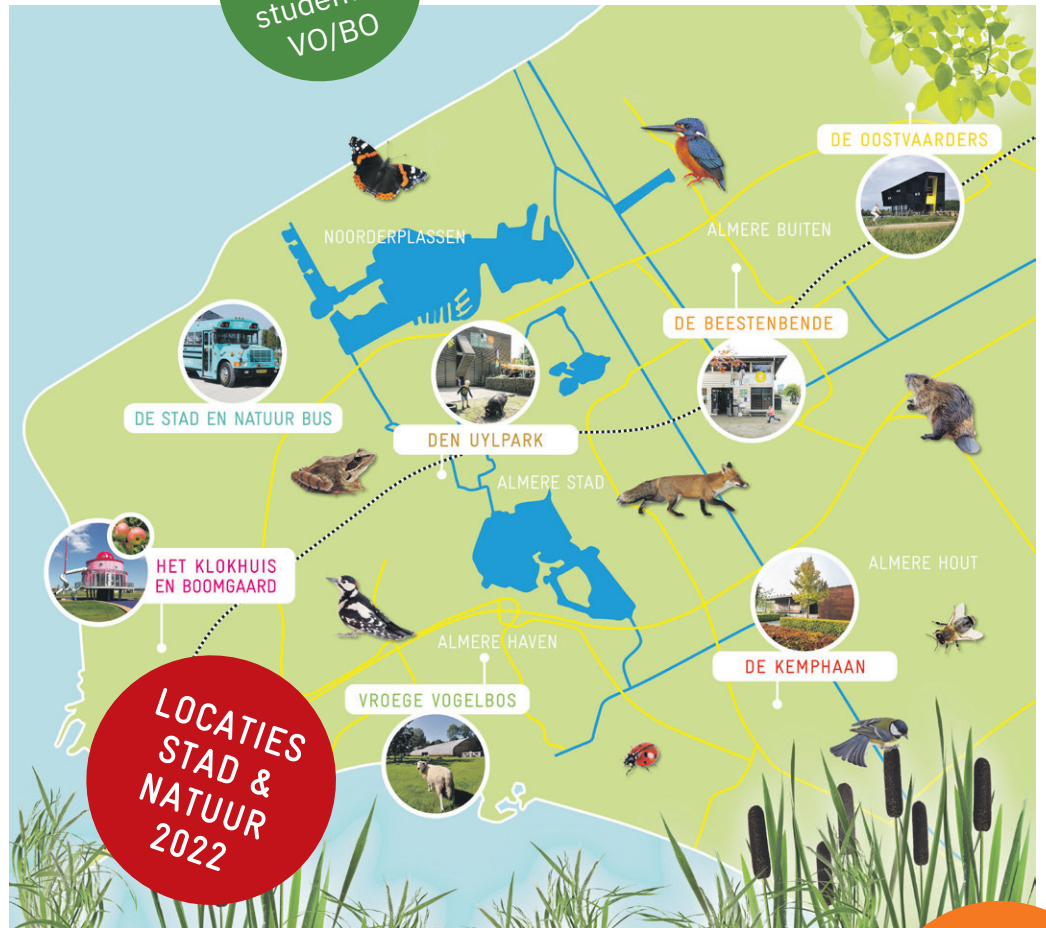 VO/BO
DE OOSTVAARDERS
NOORDERPLASSEN
ALMERE BUITEN
DE BEESTENBENDE
DE STAD EN NATUUR BUS
DEN UYLPARK
ALMERE STAD
HET KLOKHUIS
EN BOOMGAARD
ALMERE HOUT
ALMERE HAVEN
DE KEMPHAAN
VROEGE VOGELBOS
LOCATIES
STAD &
NATUUR
2022